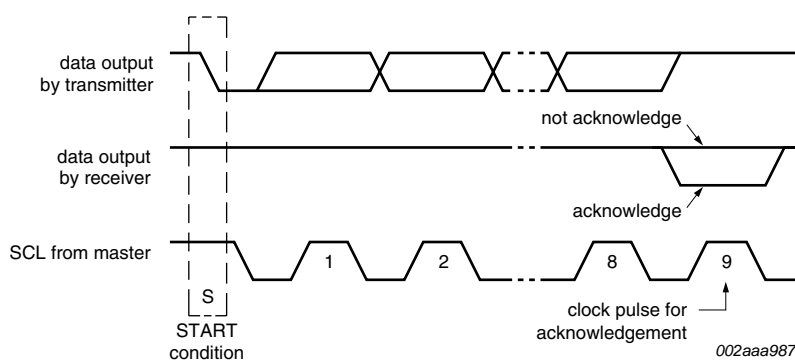 data output
by transmitter
not acknowledge
data output
by receiver
acknowledge
SCL from master
1
2
8
9
S
START
condition
clock pulse for
acknowledgement
002aaa987